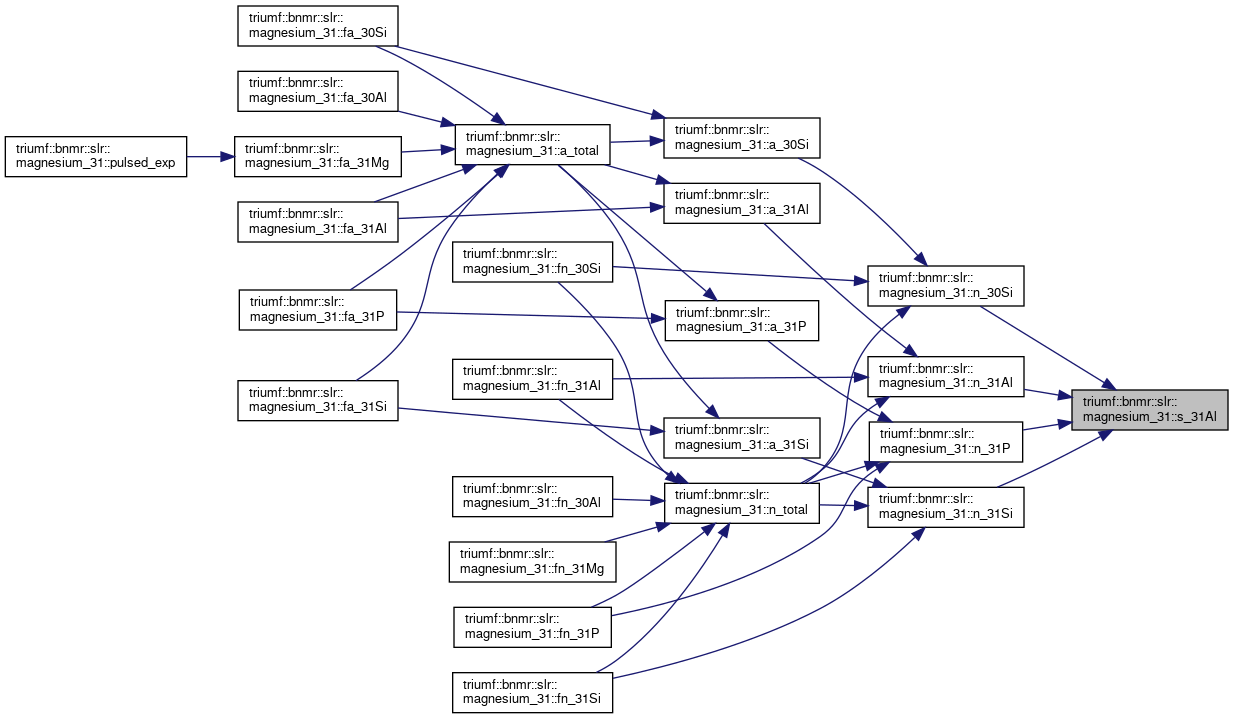 triumf::bnmr::slr::
magnesium_31::fa_30Si
triumf::bnmr::slr::
magnesium_31::fa_30Al
triumf::bnmr::slr::
magnesium_31::pulsed_exp
triumf::bnmr::slr::
magnesium_31::fa_31Mg
triumf::bnmr::slr::
magnesium_31::fa_31Al
triumf::bnmr::slr::
magnesium_31::fa_31P
triumf::bnmr::slr::
magnesium_31::fa_31Si
triumf::bnmr::slr::
magnesium_31::a_total
triumf::bnmr::slr::
magnesium_31::fn_30Si
triumf::bnmr::slr::
magnesium_31::fn_31Al
triumf::bnmr::slr::
magnesium_31::fn_30Al
triumf::bnmr::slr::
magnesium_31::fn_31Mg
triumf::bnmr::slr::
magnesium_31::fn_31P
triumf::bnmr::slr::
magnesium_31::fn_31Si
triumf::bnmr::slr::
magnesium_31::a_30Si
triumf::bnmr::slr::
magnesium_31::a_31Al
triumf::bnmr::slr::
magnesium_31::a_31P
triumf::bnmr::slr::
magnesium_31::a_31Si
triumf::bnmr::slr::
magnesium_31::n_total
triumf::bnmr::slr::
magnesium_31::n_30Si
triumf::bnmr::slr::
magnesium_31::n_31Al
triumf::bnmr::slr::
magnesium_31::n_31P
triumf::bnmr::slr::
magnesium_31::n_31Si
triumf::bnmr::slr::
magnesium_31::s_31Al